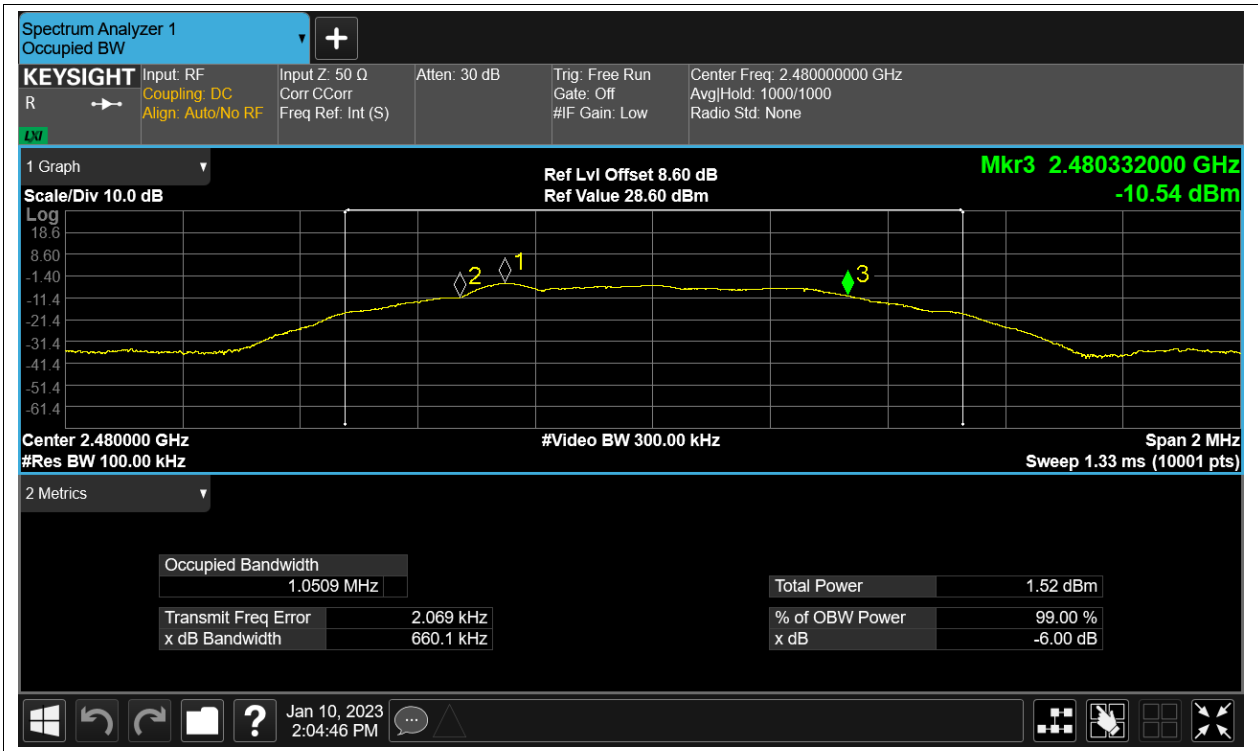 Spectrum Analyzer 1
Occupied BW
KEYSIGHT
R
LXI
Input: RF
Coupling: DC
Align: Auto/No RF
Input Z: 50 Ω
Corr CCorr
Freq Ref: Int (S)
Atten: 30 dB
Trig: Free Run
Gate: Off
#IF Gain: Low
Center Freq: 2.480000000 GHz
Avg|Hold: 1000/1000
Radio Std: None
1 Graph
Scale/Div 10.0 dB
Ref Lvl Offset 8.60 dB
Ref Value 28.60 dBm
Mkr3 2.480332000 GHz
-10.54 dBm
Log
18.6
8.60
-1.40
-11.4
-21.4
-31.4
-41.4
-51.4
-61.4
2
1
3
Center 2.480000 GHz
#Video BW 300.00 kHz
Span 2 MHz
#Res BW 100.00 kHz
Sweep 1.33 ms (10001 pts)
2 Metrics
Occupied Bandwidth
1.0509 MHz
Transmit Freq Error 2.069 kHz
x dB Bandwidth 660.1 kHz
Total Power 1.52 dBm
% of OBW Power 99.00 %
x dB -6.00 dB
?
Jan 10, 2023
2:04:46 PM